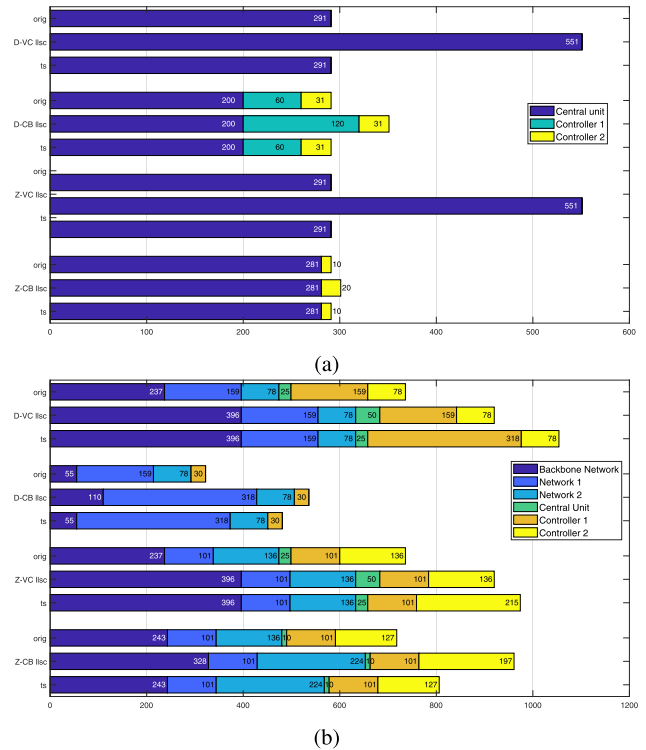 orig 291
D-VC llsc 551
ts 291
orig 200 60 31
D-CB llsc 200 120 31
ts 200 60 31
orig
291
Z-VC llsc
551
ts
291
orig 281 10
Z-CB llsc 281 20
ts 281 10
Central unit
Controller 1
Controller 2
0 100 200 300 400 500 600
(a)
orig 237 159 78 25 159 78
D-VC llsc 396 159 78 50 159 78
ts 396 159 78 25 318 78
orig 55 159 78 30
D-CB llsc 110 318 78 30
ts 55 318 78 30
orig 237 101 136 25 101 136
Z-VC llsc 396 101 136 50 101 136
ts 396 101 136 25 101 215
orig 243 101 136 10 101 127
Z-CB llsc 328 101 224 10 101 197
ts 243 101 224 10 101 127
Backbone Network
Network 1
Network 2
Central Unit
Controller 1
Controller 2
0 200 400 600 800 1000 1200
(b)